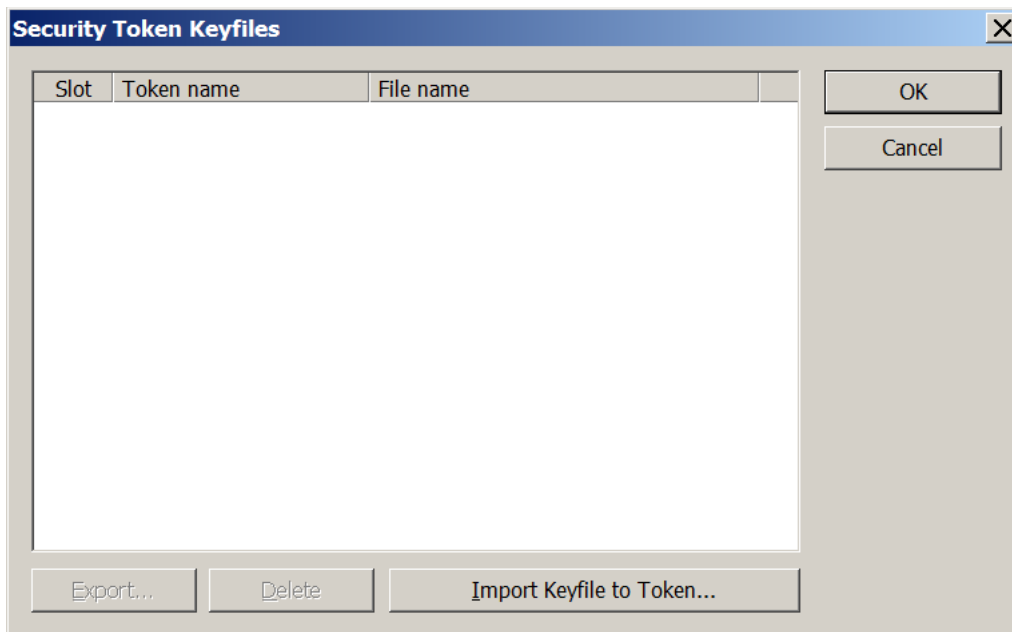 Security Token Keyfiles
Slot Token name File name
OK
Cancel
Export... Delete Import Keyfile to Token...